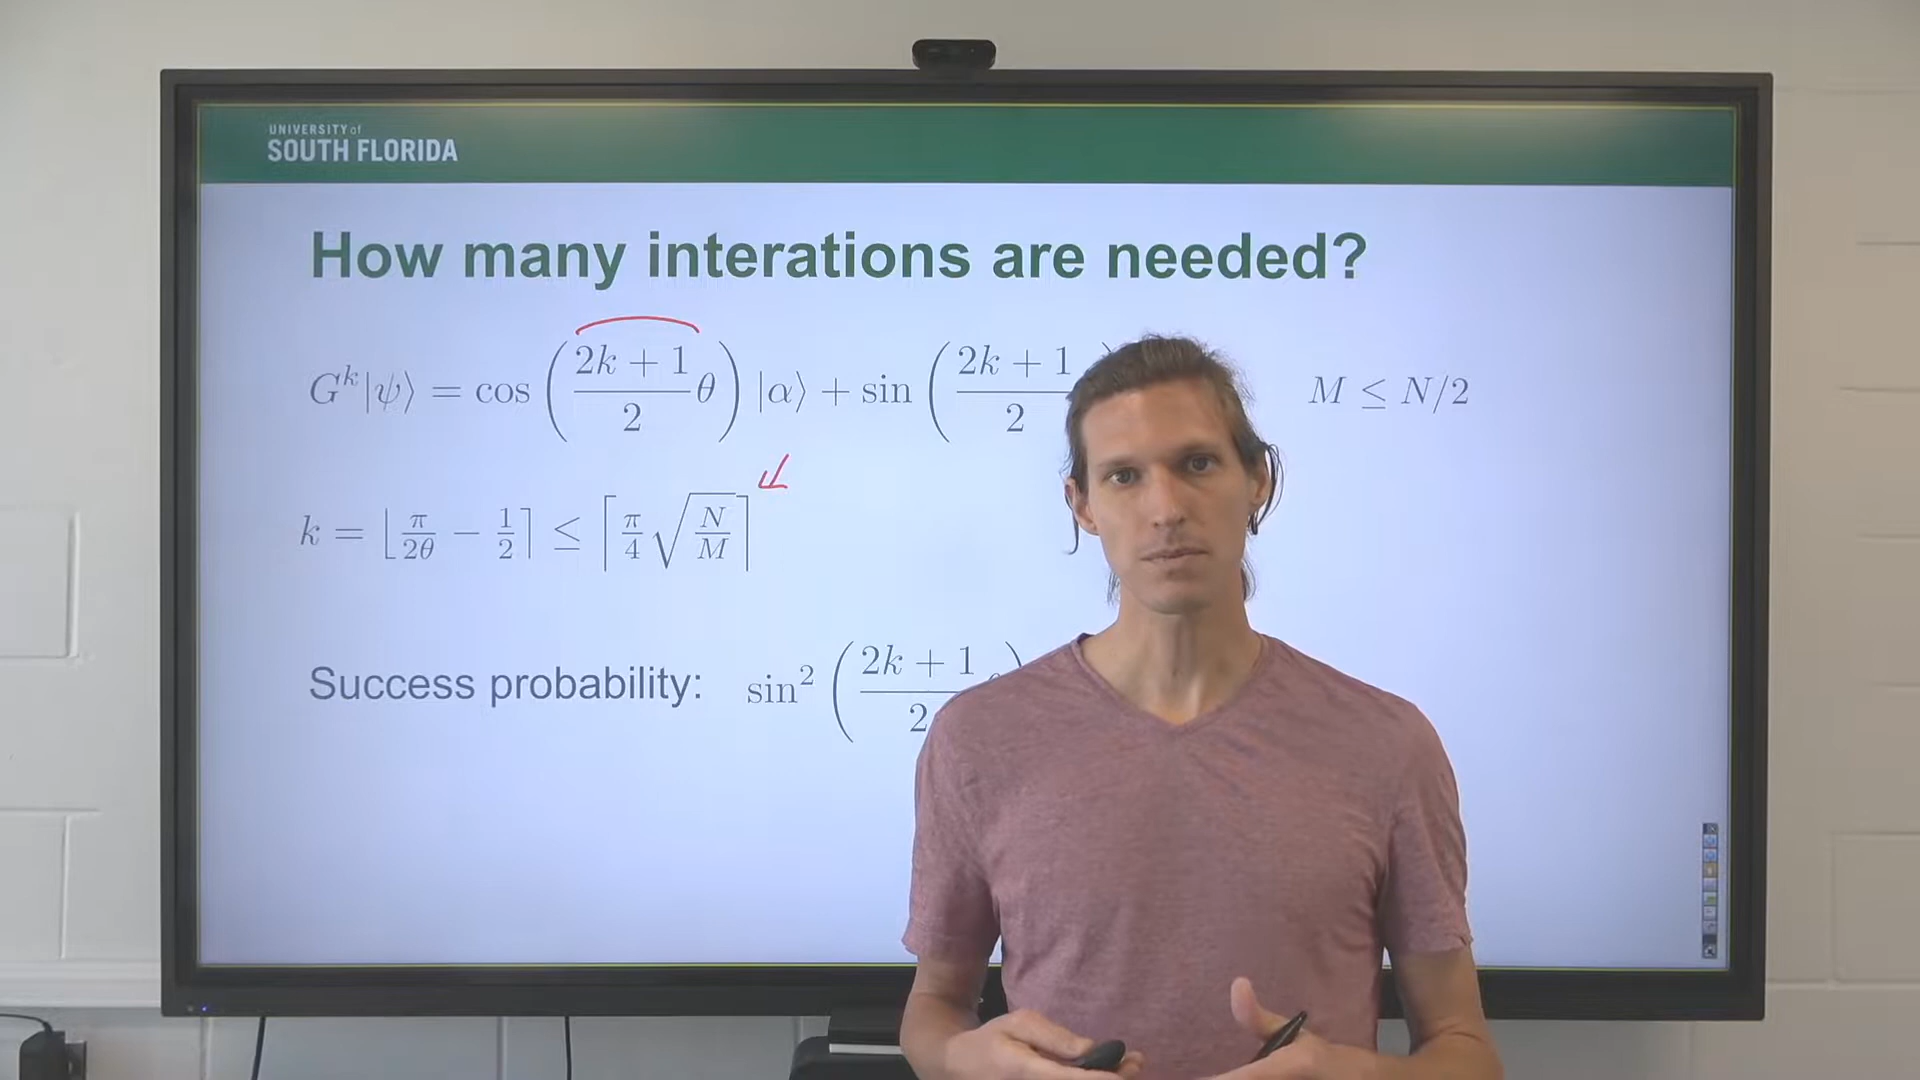 UNIVERSITY of
SOUTH FLORIDA
How many interations are needed?
G^k|ψ⟩ = cos((2k + 1)/2 θ)|α⟩ + sin((2k + 1)/2 M ≤ N/2
k = ⌊π/2θ − 1/2⌉ ≤ ⌈π/4 √(N/M)⌉
Success probability: sin²((2k + 1)/2